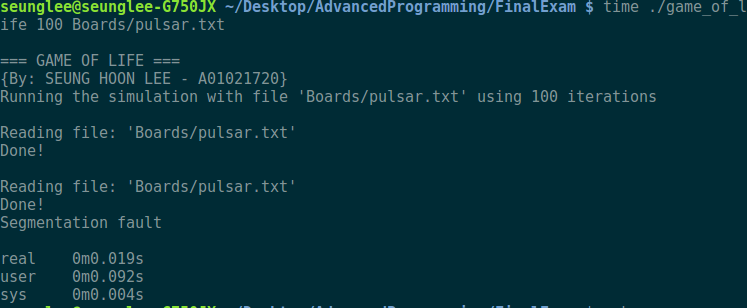 seunglee@seunglee-G750JX ~/Desktop/AdvancedProgramming/FinalExam $ time ./game_of_l
ife 100 Boards/pulsar.txt
=== GAME OF LIFE ===
{By: SEUNG HOON LEE - A01021720}
Running the simulation with file 'Boards/pulsar.txt' using 100 iterations
Reading file: 'Boards/pulsar.txt'
Done!
Reading file: 'Boards/pulsar.txt'
Done!
Segmentation fault
real    0m0.019s
user    0m0.092s
sys     0m0.004s